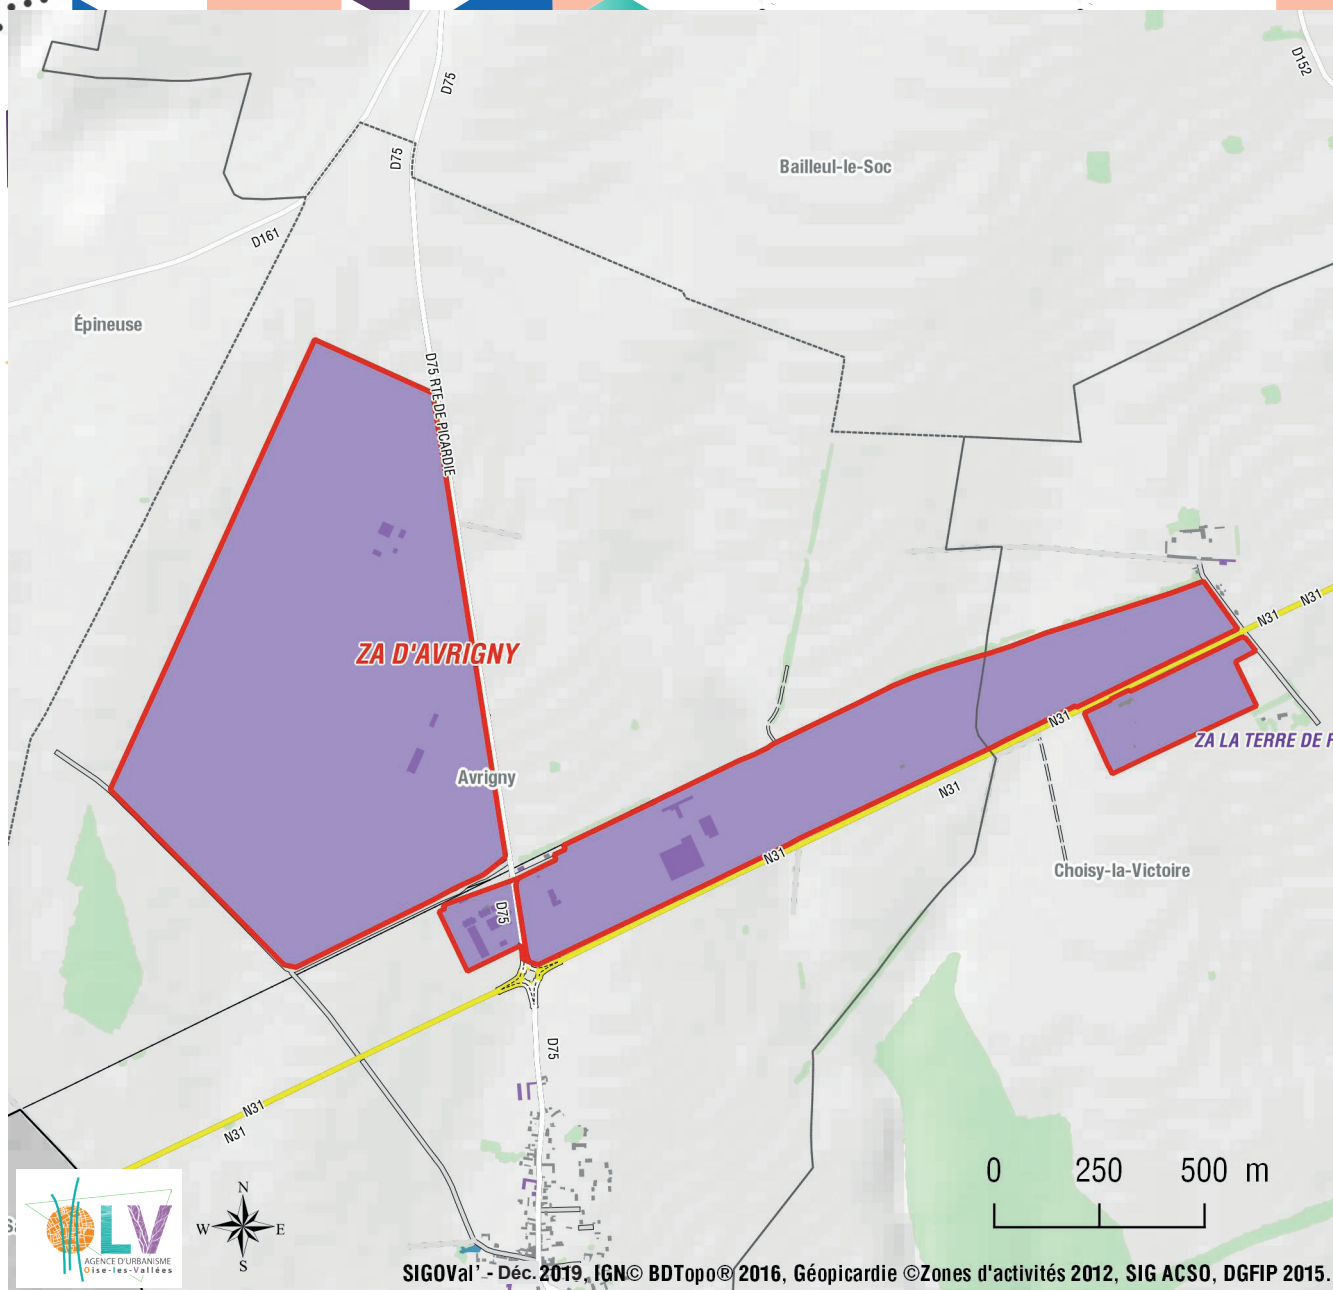 D152
D75
D75
Bailleul-le-Soc
D161
Épineuse
D75 RTE-DE-PICARDIE
ZA D'AVRIGNY
N31
N31
N31
ZA LA TERRE DE
N31
Avrigny
N31
Choisy-la-Victoire
D75
D75
N31
N31
0 250 500 m
N
W E
S
OLV
AGENCE D'URBANISME
Oise-les-Vallées
SIGOVal' - Déc. 2019, IGN© BDTopo® 2016, Géopicardie ©Zones d'activités 2012, SIG ACSO, DGFIP 2015.